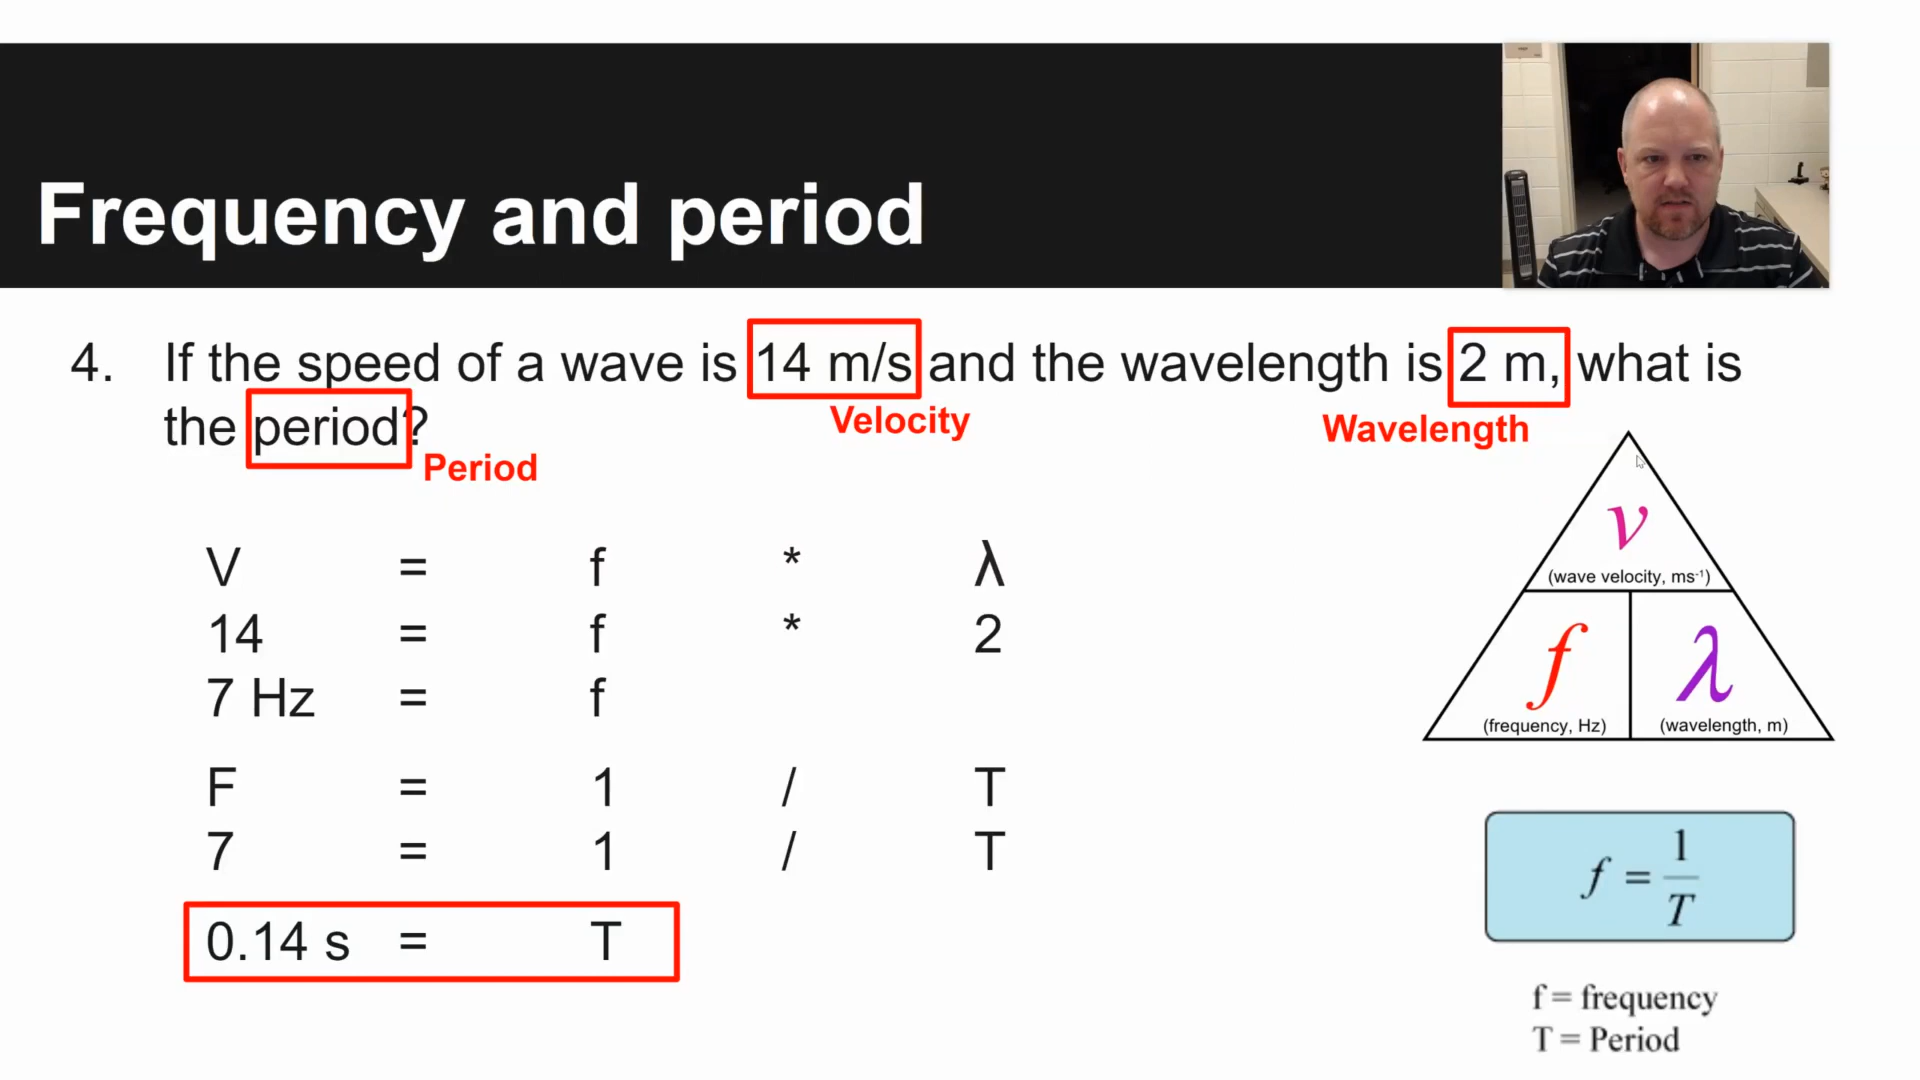 Frequency and period
4. If the speed of a wave is 14 m/s and the wavelength is 2 m, what is
the period?
Velocity
Wavelength
Period
V = f * λ
14 = f * 2
7 Hz = f
F = 1 / T
7 = 1 / T
0.14 s = T
v
(wave velocity, ms⁻¹)
f λ
(frequency, Hz) (wavelength, m)
f = 1/T
f = frequency
T = Period